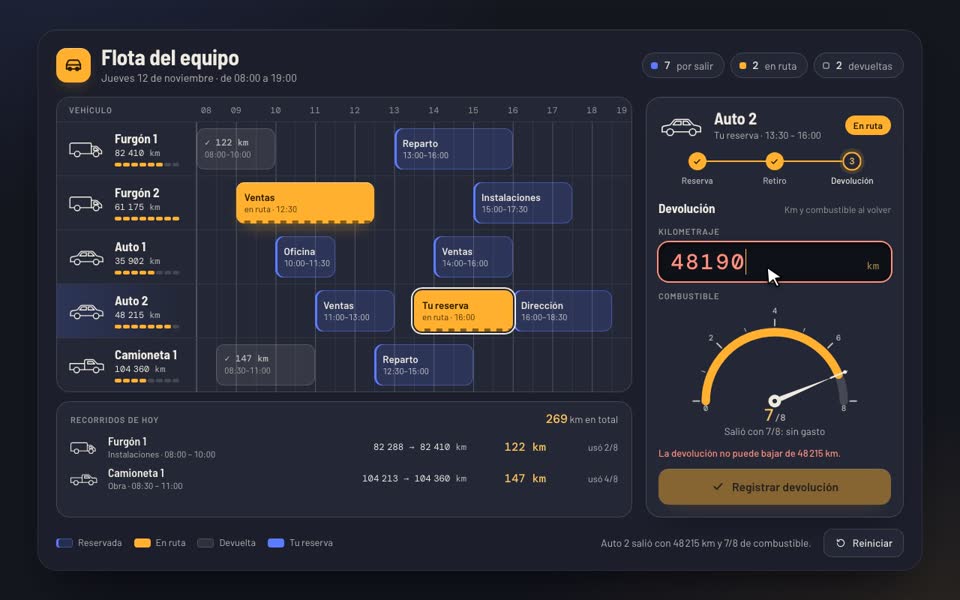 Flota del equipo
Jueves 12 de noviembre · de 08:00 a 19:00
7 por salir
2 en ruta
2 devueltas
VEHÍCULO
08 09 10 11 12 13 14 15 16 17 18 19
Furgón 1
82 410 km
✓ 122 km
08:00–10:00
Reparto
13:00–16:00
Furgón 2
61 175 km
Ventas
en ruta · 12:30
Instalaciones
15:00–17:30
Auto 1
35 902 km
Oficina
10:00–11:30
Ventas
14:00–16:00
Auto 2
48 215 km
Ventas
11:00–13:00
Tu reserva
en ruta · 16:00
Dirección
16:00–18:30
Camioneta 1
104 360 km
✓ 147 km
08:30–11:00
Reparto
12:30–15:00
RECORRIDOS DE HOY
269 km en total
Furgón 1
Instalaciones · 08:00 – 10:00
82 288 → 82 410 km
122 km
usó 2/8
Camioneta 1
Obra · 08:30 – 11:00
104 213 → 104 360 km
147 km
usó 4/8
Reservada
En ruta
Devuelta
Tu reserva
Auto 2
Tu reserva · 13:30 – 16:00
En ruta
3
Reserva
Retiro
Devolución
Devolución
Km y combustible al volver
KILOMETRAJE
48190
km
COMBUSTIBLE
0
2
4
6
8
7/8
Salió con 7/8: sin gasto
La devolución no puede bajar de 48 215 km.
✓ Registrar devolución
Auto 2 salió con 48 215 km y 7/8 de combustible.
Reiniciar